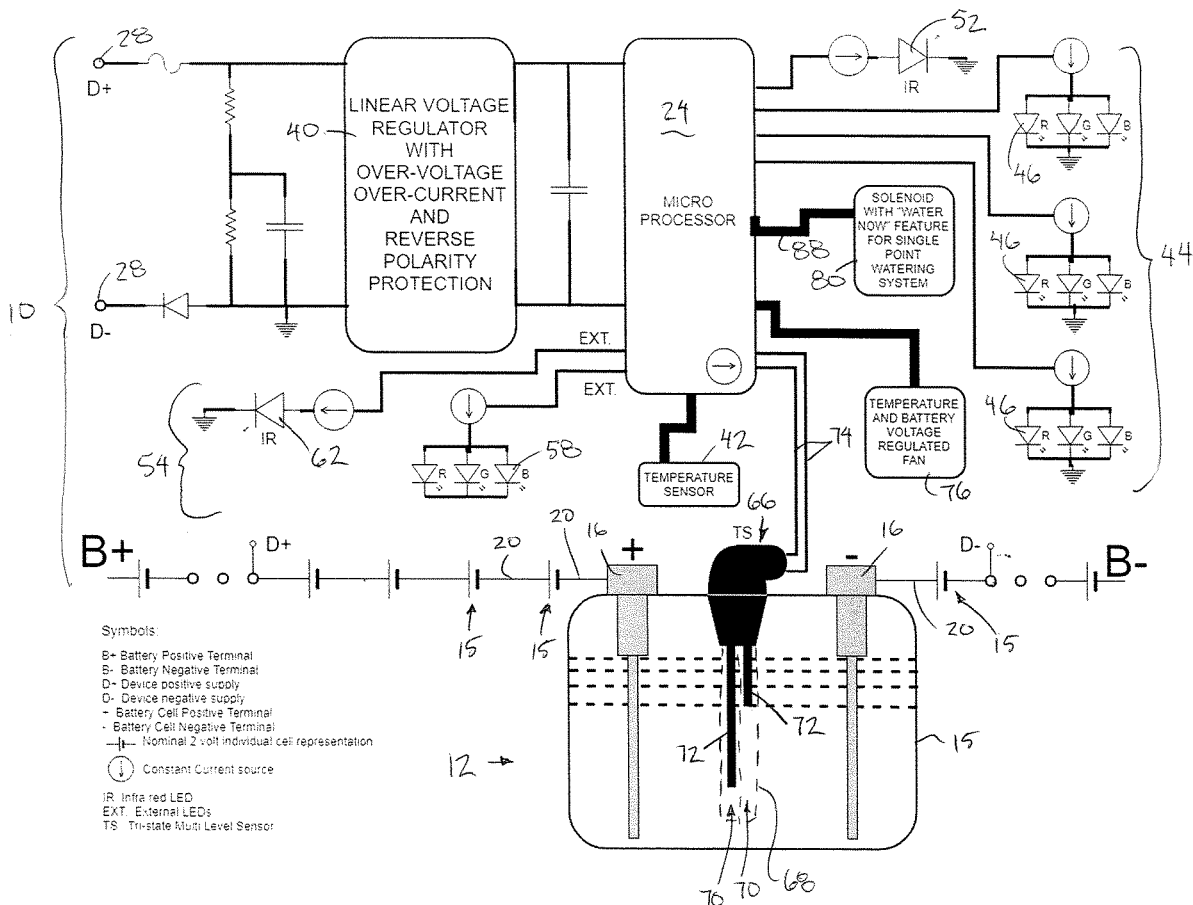 28
D+
LINEAR VOLTAGE
REGULATOR
WITH
OVER-VOLTAGE
OVER-CURRENT
AND
REVERSE
POLARITY
PROTECTION
40
24
MICRO
PROCESSOR
52
IR
R G B
46
44
SOLENOID
WITH "WATER
NOW" FEATURE
FOR SINGLE
POINT
WATERING
SYSTEM
80
88
R G B
46
10
28
D-
EXT.
EXT.
IR
62
54
R G B
58
42
TEMPERATURE
SENSOR
74
TEMPERATURE
AND BATTERY
VOLTAGE
REGULATED
FAN
76
R G B
46
B+
D+
20
20
16
+
TS
66
-
16
D-
B-
20
15
15
15
Symbols:
B+ Battery Positive Terminal
B- Battery Negative Terminal
D+ Device positive supply
D- Device negative supply
+ Battery Cell Positive Terminal
- Battery Cell Negative Terminal
Nominal 2 volt individual cell representation
Constant Current source
IR Infra red LED
EXT. External LEDs
TS Tri-state Multi Level Sensor
12
72
72
15
70
70
68